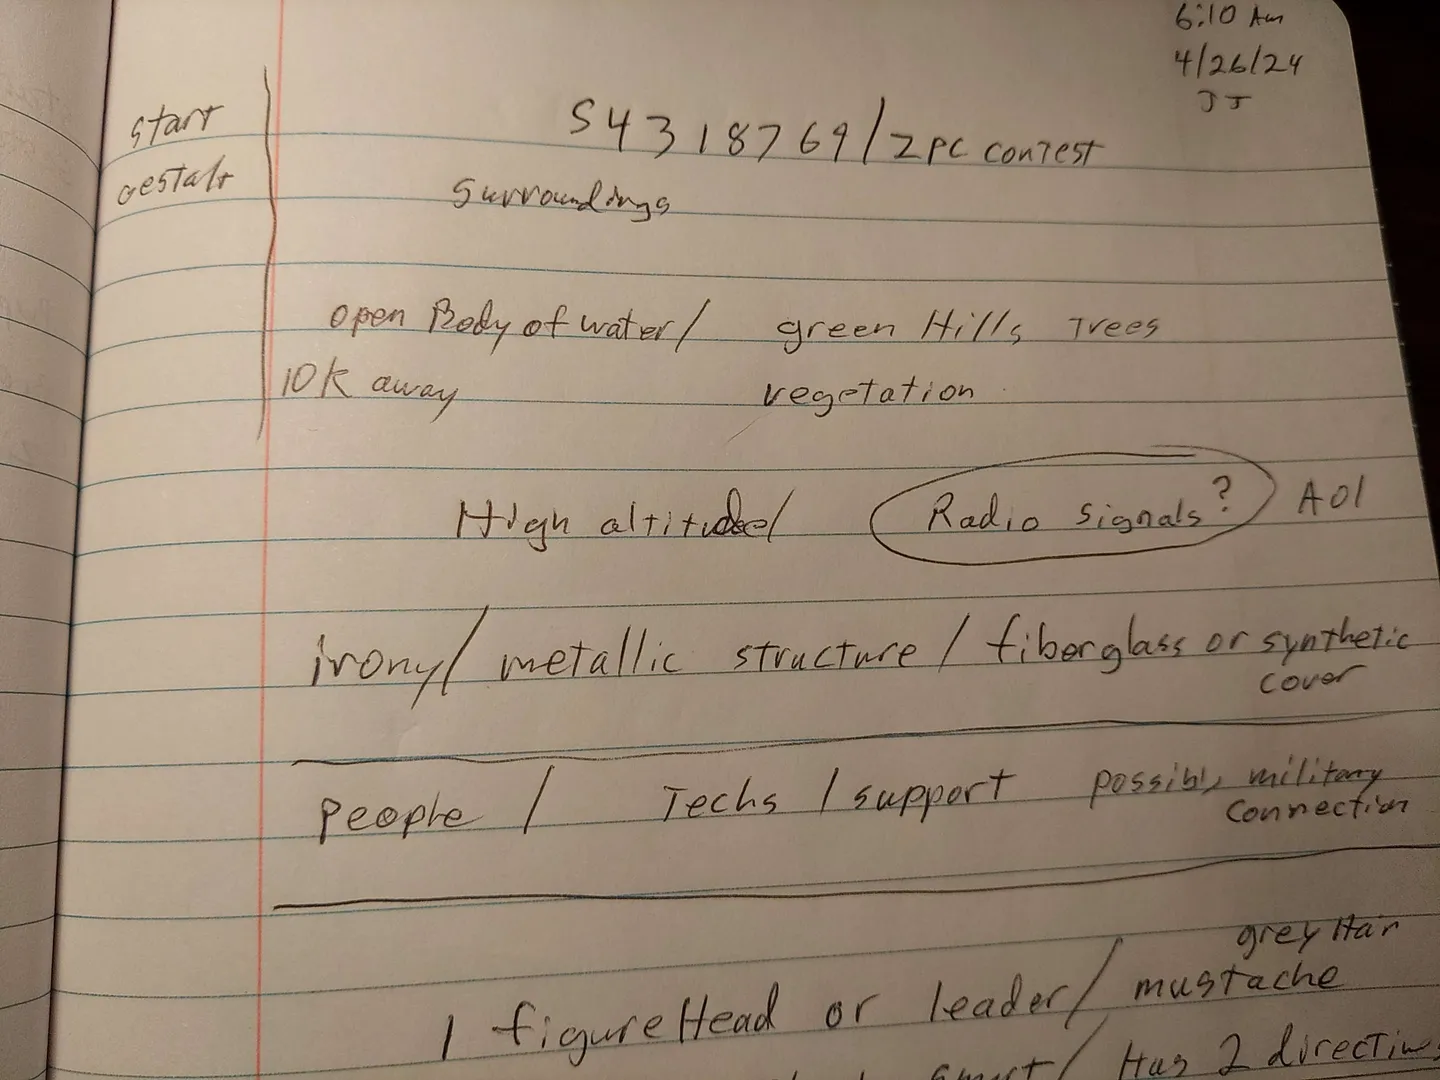 6:10 Am
4/26/24
JJ
start
gestalt
S4318769/2PC contest
surroundings
open Body of water/ green Hills Trees
10K away vegetation
High altitude/ Radio signals? AOl
irony/ metallic structure / fiberglass or synthetic
cover
people / Techs / support possibly military
connection
grey Hair
1 figureHead or leader/ mustache
smart/ Has 2 directives